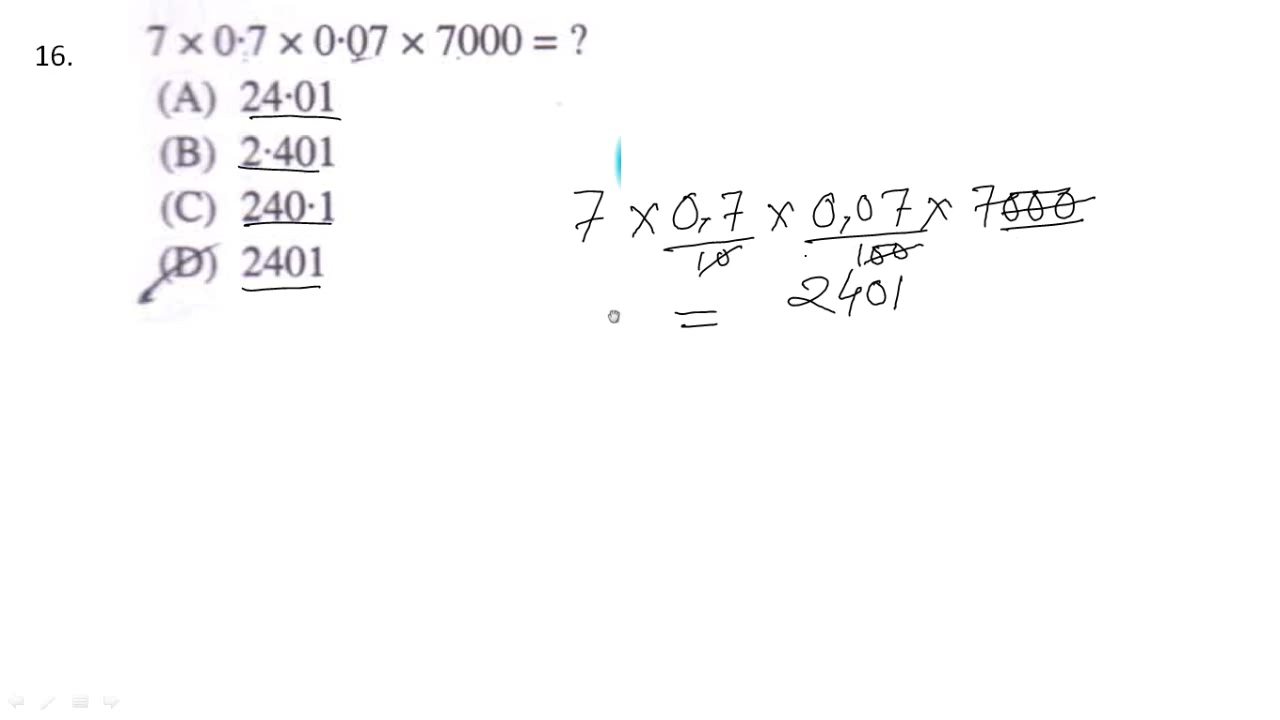 16.
7 × 0·7 × 0·07 × 7000 = ?
(A) 24·01
(B) 2·401
(C) 240·1
(D) 2401
7 × 0,7 × 0,07 × 7000
10 100
= 2401